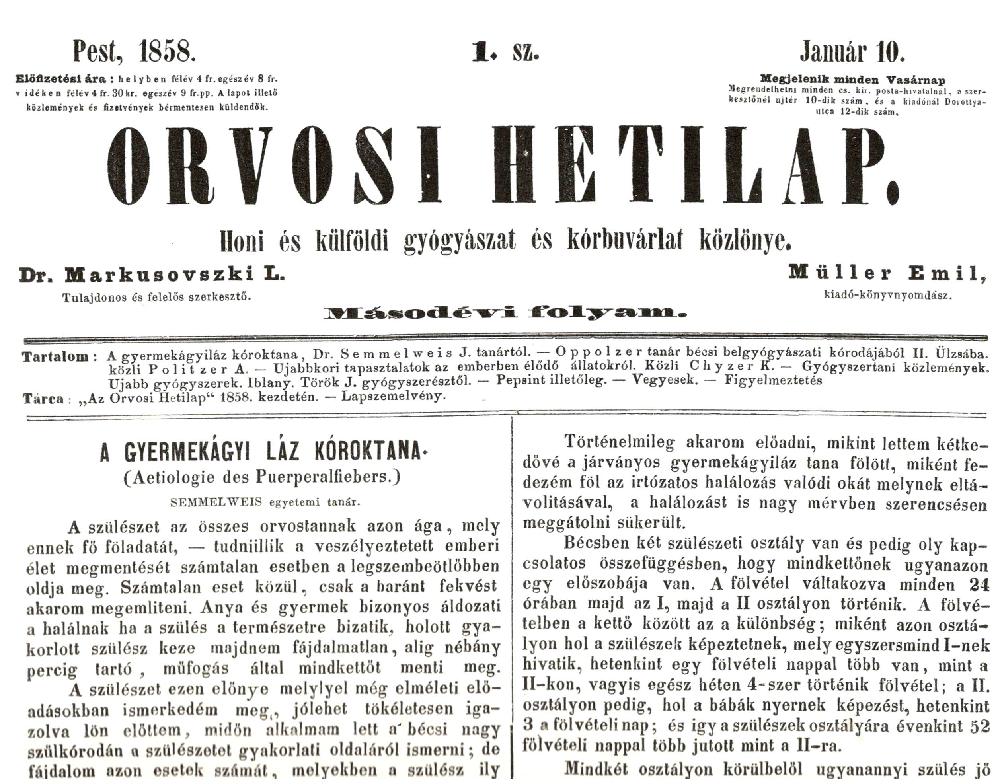 Pest, 1858.
1. sz.
Január 10.
Előfizetési ára : helyben félév 4 fr. egész év 8 fr.
vidéken félév 4 fr. 30 kr. egészév 9 fr. pp. A lapot illető
közlemények és fizetvények bérmentesen küldendők.
Megjelenik minden Vasárnap
Megrendelhetni minden cs. kir. posta-hivatalnál, a szer-
kesztőnél ujtér 10-dik szám, és a kiadónál Dorottya-
utca 12-dik szám,
ORVOSI HETILAP.
Honi és külföldi gyógyászat és kórbuvárlat közlönye.
Dr. Markusovszki L.
Tulajdonos és felelős szerkesztő.
Müller Emil,
kiadó-könyvnyomdász.
Másodévi folyam.
Tartalom : A gyermekágyiláz kóroktana, Dr. Semmelweis J. tanártól. — Oppolzer tanár bécsi belgyógyászati kórodájából II. Ülzsába.
közli Politzer A. — Ujabbkori tapasztalatok az emberben élődő állatokról. Közli Chyzer K. — Gyógyszertani közlemények.
Ujabb gyógyszerek. Iblany. Török J. gyógyszerésztől. — Pepsint illetőleg. — Vegyesek. — Figyelmeztetés
Tárca : „Az Orvosi Hetilap“ 1858. kezdetén. — Lapszemelvény.
A GYERMEKÁGYI LÁZ KÓROKTANA.
(Aetiologie des Puerperalfiebers.)
SEMMELWEIS egyetemi tanár.
A szülészet az összes orvostannak azon ága, mely
ennek fő föladatát, — tudniillik a veszélyeztetett emberi
élet megmentését számtalan esetben a legszembeötlőbben
oldja meg. Számtalan eset közül, csak a haránt fekvést
akarom megemliteni. Anya és gyermek bizonyos áldozati
a halálnak ha a szülés a természetre bizatik, holott gya-
korlott szülész keze majdnem fájdalmatlan, alig néhány
percig tartó, műfogás által mindkettőt menti meg.
A szülészet ezen előnye melylyel még elméleti elő-
adásokban ismerkedém meg, jólehet tökéletesen iga-
zolva lön előttem, midőn alkalmam lett a bécsi nagy
szülkórodán a szülészetet gyakorlati oldaláról ismerni; de
fájdalom azon esetek számát, melyekben a szülész ily
Történelmileg akarom előadni, mikint lettem kétke-
dővé a járványos gyermekágyiláz tana fölött, miként fe-
dezém föl az irtózatos halálozás valódi okát melynek eltá-
volitásával, a halálozást is nagy mérvben szerencsésen
meggátolni sükerült.
Bécsben két szülészeti osztály van és pedig oly kap-
csolatos összefüggésben, hogy mindkettőnek ugyanazon
egy előszobája van. A fölvétel váltakozva minden 24
órában majd az I, majd a II osztályon történik. A fölvé-
telben a kettő között az a különbség; miként azon osztá-
lyon hol a szülészek képeztetnek, mely egyszersmind I-nek
hivatik, hetenkint egy fölvételi nappal több van, mint a
II-kon, vagyis egész héten 4-szer történik fölvétel; a II.
osztályon pedig, hol a bábák nyernek képezést, hetenkint
3 a fölvételi nap; és igy a szülészek osztályára évenkint 52
fölvételi nappal több jutott mint a II-ra.
Mindkét osztályon körülbelől ugyanannyi szülés jő